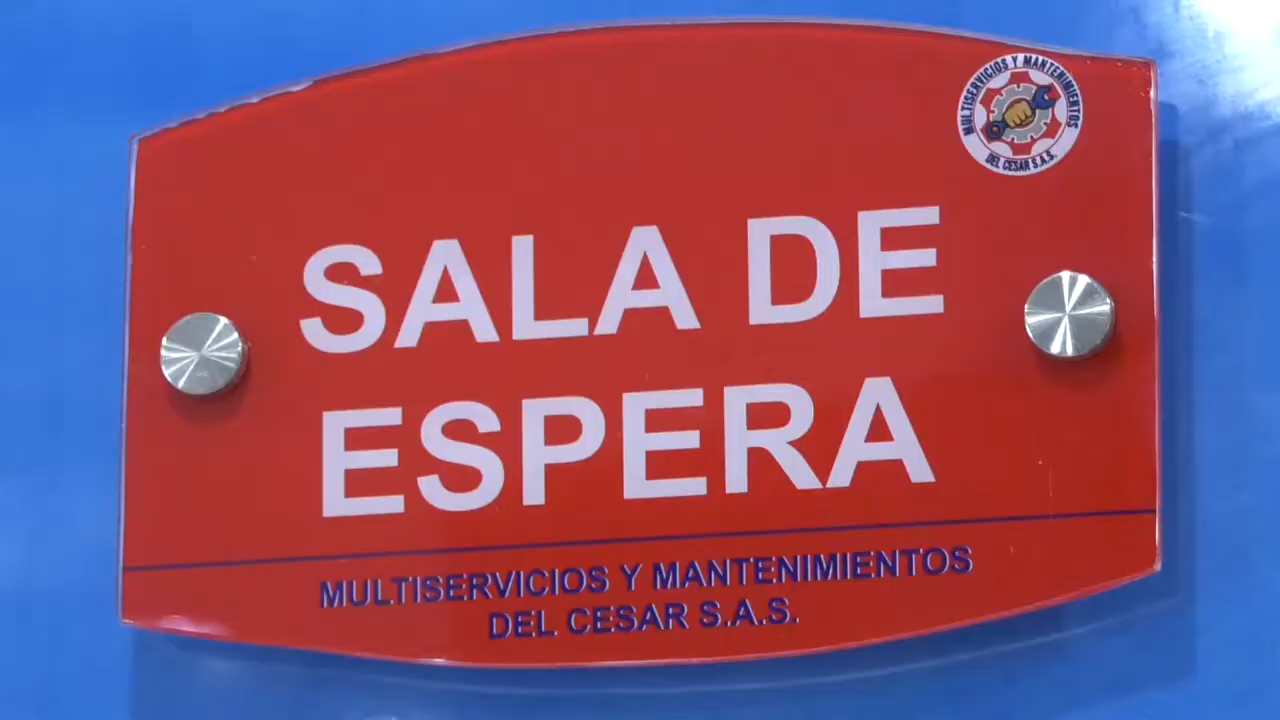 MULTISERVICIOS Y MANTENIMIENTOS
DEL CESAR S.A.S.
SALA DE
ESPERA
MULTISERVICIOS Y MANTENIMIENTOS
DEL CESAR S.A.S.